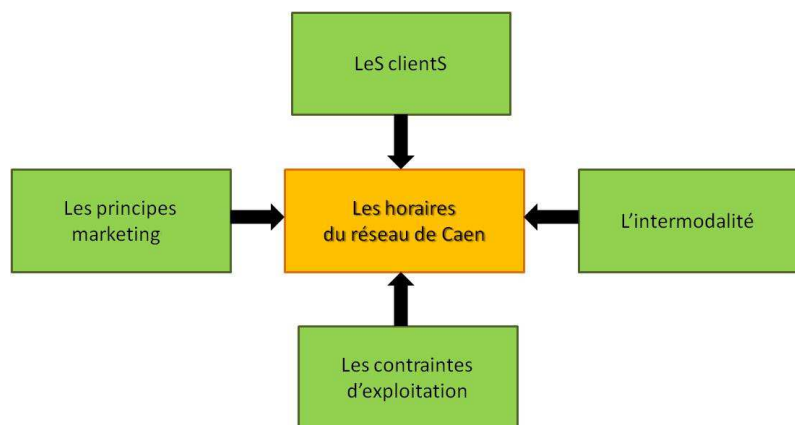 LeS clientS
Les principes
marketing
Les horaires
du réseau de Caen
L'intermodalité
Les contraintes
d'exploitation